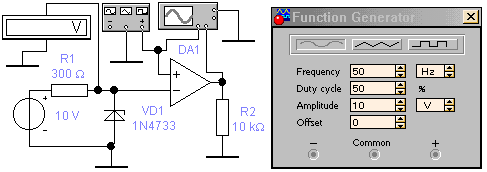 V
R1
300 Ω
DA1
+
−
+
10 V
VD1
1N4733
R2
10 kΩ
Function Generator
Frequency 50 Hz
Duty cycle 50 %
Amplitude 10 V
Offset 0
− Common +